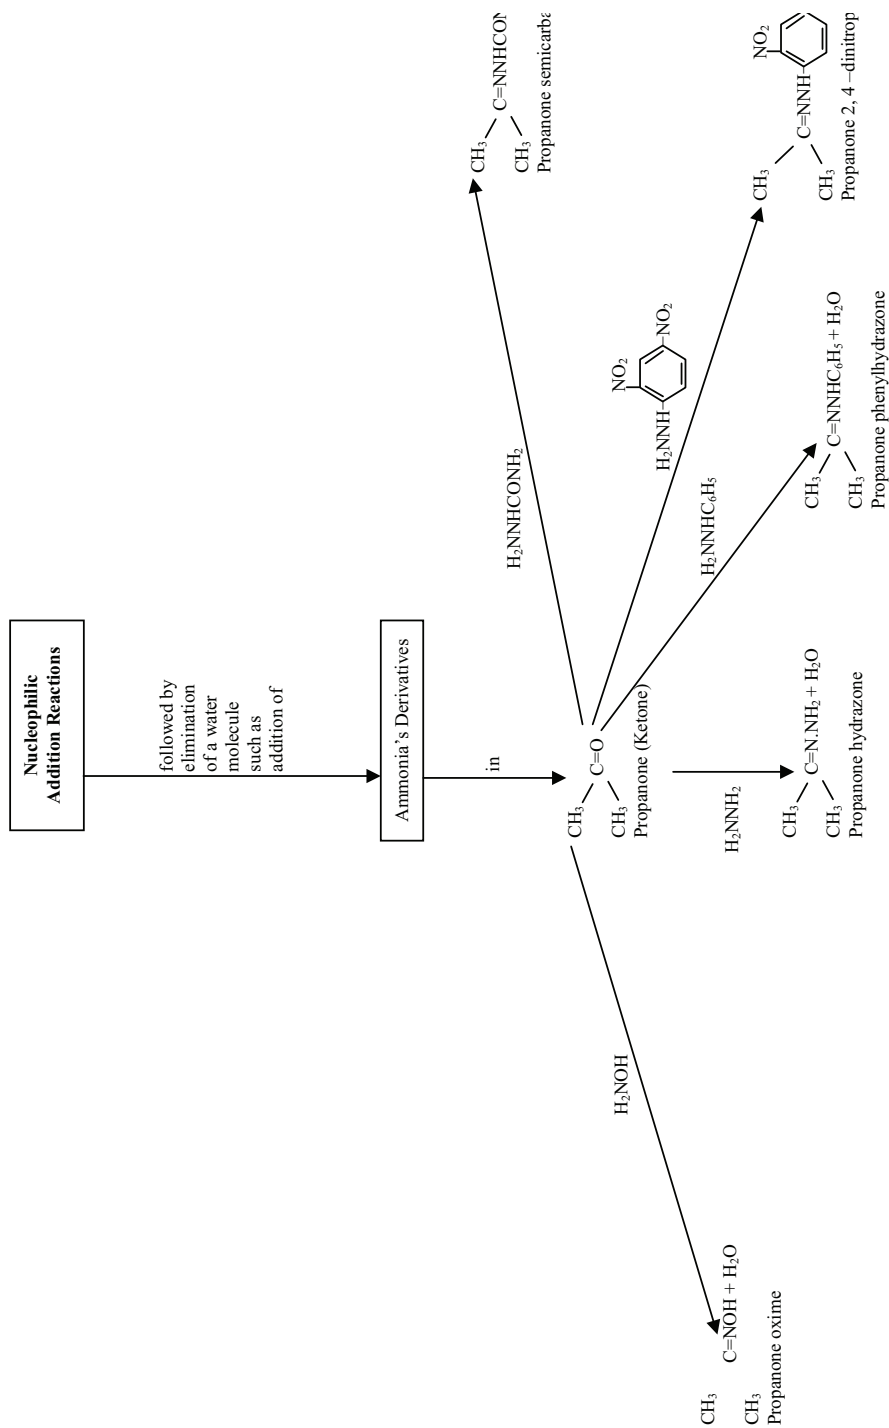 Nucleophilic
Addition Reactions
followed by
elimination
of a water
molecule
such as
addition of
Ammonia's Derivatives
in
CH₃
C=O
CH₃
Propanone (Ketone)
H₂NOH
CH₃
C=NOH + H₂O
CH₃
Propanone oxime
H₂NNH₂
CH₃
C=N.NH₂ + H₂O
CH₃
Propanone hydrazone
H₂NNHC₆H₅
CH₃
C=NNHC₆H₅ + H₂O
CH₃
Propanone phenylhydrazone
NO₂
H₂NNH NO₂
CH₃
NO₂
C=NNH
CH₃
Propanone 2, 4 –dinitrop
H₂NNHCONH₂
CH₃
C=NNHCON
CH₃
Propanone semicarba